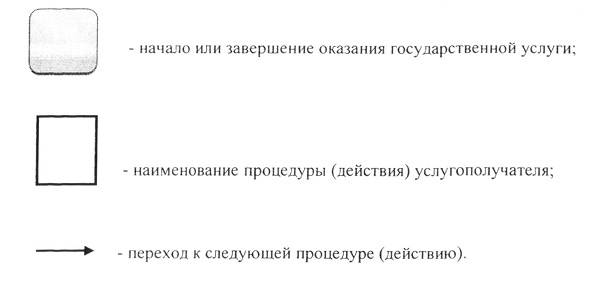 - начало или завершение оказания государственной услуги;
- наименование процедуры (действия) услугополучателя;
- переход к следующей процедуре (действию).